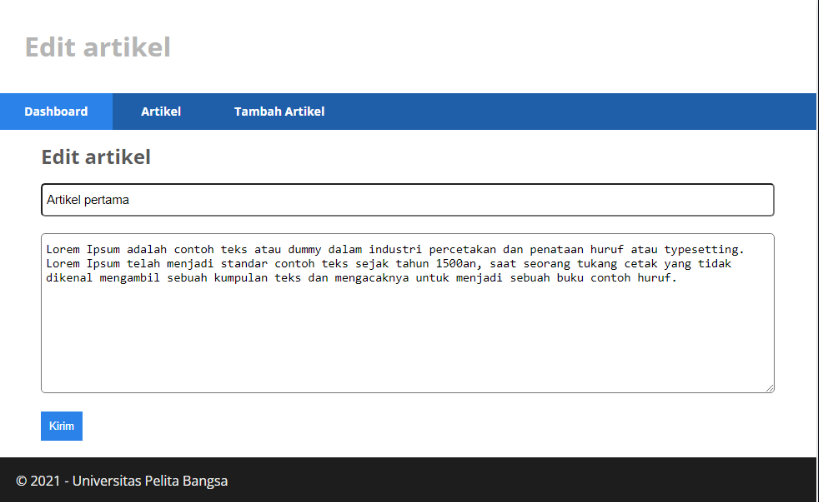 Edit artikel
Dashboard Artikel Tambah Artikel
Edit artikel
Artikel pertama
Lorem Ipsum adalah contoh teks atau dummy dalam industri percetakan dan penataan huruf atau typesetting.
Lorem Ipsum telah menjadi standar contoh teks sejak tahun 1500an, saat seorang tukang cetak yang tidak
dikenal mengambil sebuah kumpulan teks dan mengacaknya untuk menjadi sebuah buku contoh huruf.
Kirim
© 2021 - Universitas Pelita Bangsa